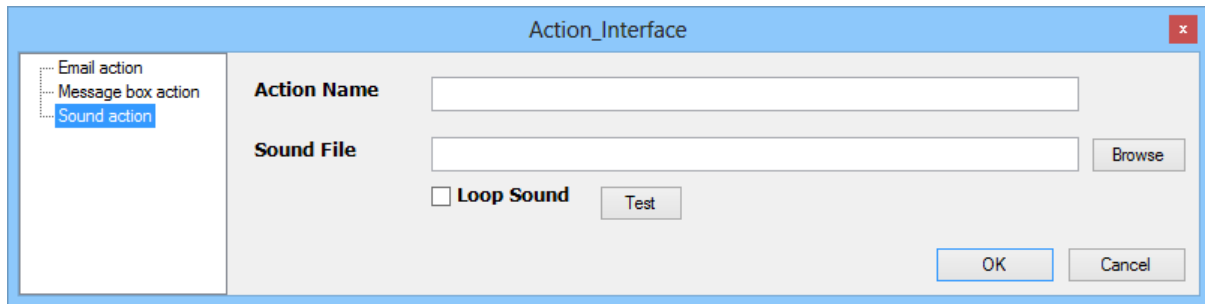 Action_Interface
x
Email action
Message box action
Sound action
Action Name
Sound File
Browse
Loop Sound
Test
OK
Cancel